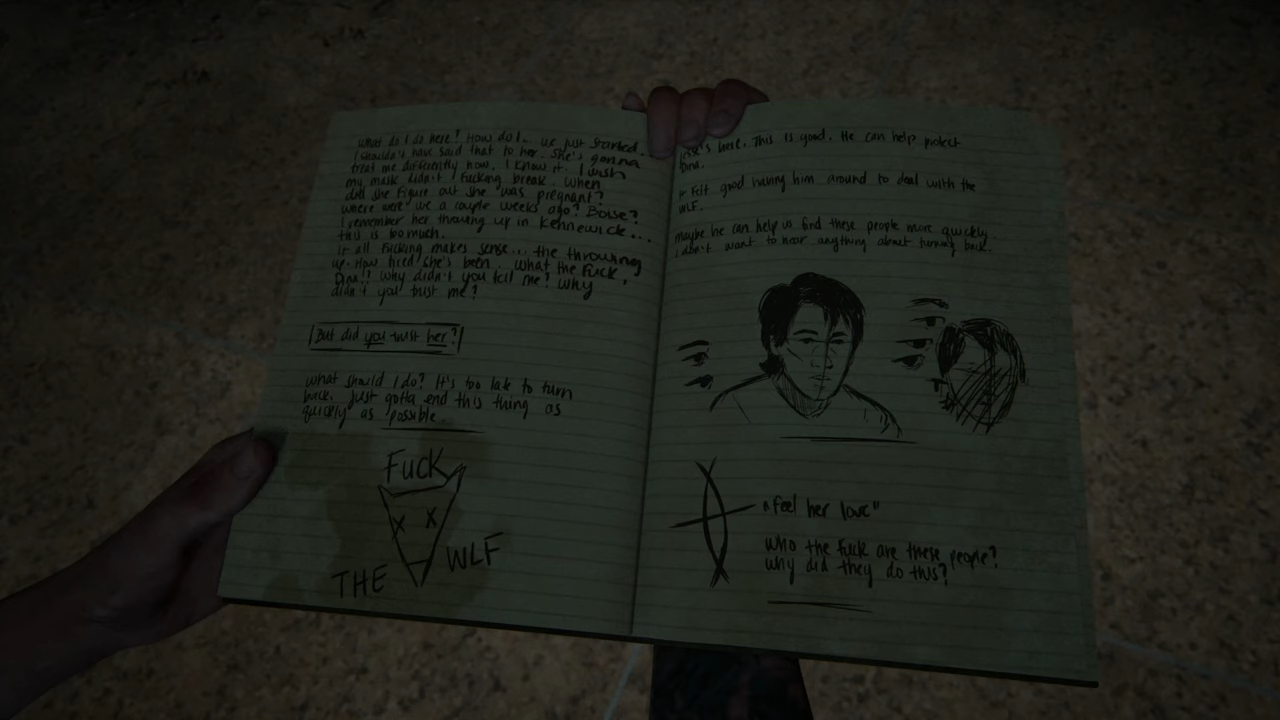 What do I do here? How do I... we just started.
I shouldn't have said that to her. She's gonna
treat me differently now. I know it. I wish
my mask didn't fucking break. When
did she figure out she was pregnant?
Where were we a couple weeks ago? Boise?
I remember her throwing up in Kennewick...
this is too much.
It all fucking makes sense... the throwing
up. How tired she's been... what the fuck,
Dina!? Why didn't you tell me? Why
didn't you trust me?
But did you trust her?
What should I do? It's too late to turn
back. Just gotta end this thing as
quickly as possible.
Fuck
THE
WLF
Jesse's here. This is good. He can help protect
Dina.
It felt good having him around to deal with the
WLF.
Maybe he can help us find these people more quickly.
I don't want to hear anything about turning back.
"Feel her love"
Who the fuck are these people?
Why did they do this?